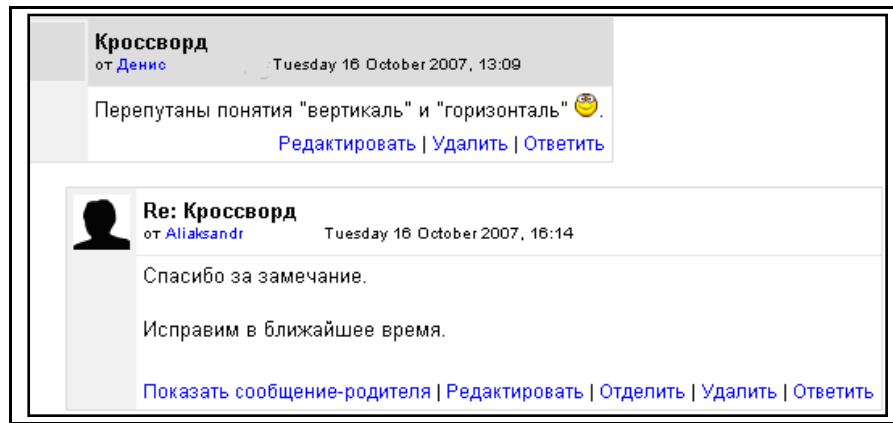 Кроссворд
от Денис Tuesday 16 October 2007, 13:09
Перепутаны понятия "вертикаль" и "горизонталь" .
Редактировать | Удалить | Ответить
Re: Кроссворд
от Aliaksandr Tuesday 16 October 2007, 16:14
Спасибо за замечание.
Исправим в ближайшее время.
Показать сообщение-родителя | Редактировать | Отделить | Удалить | Ответить